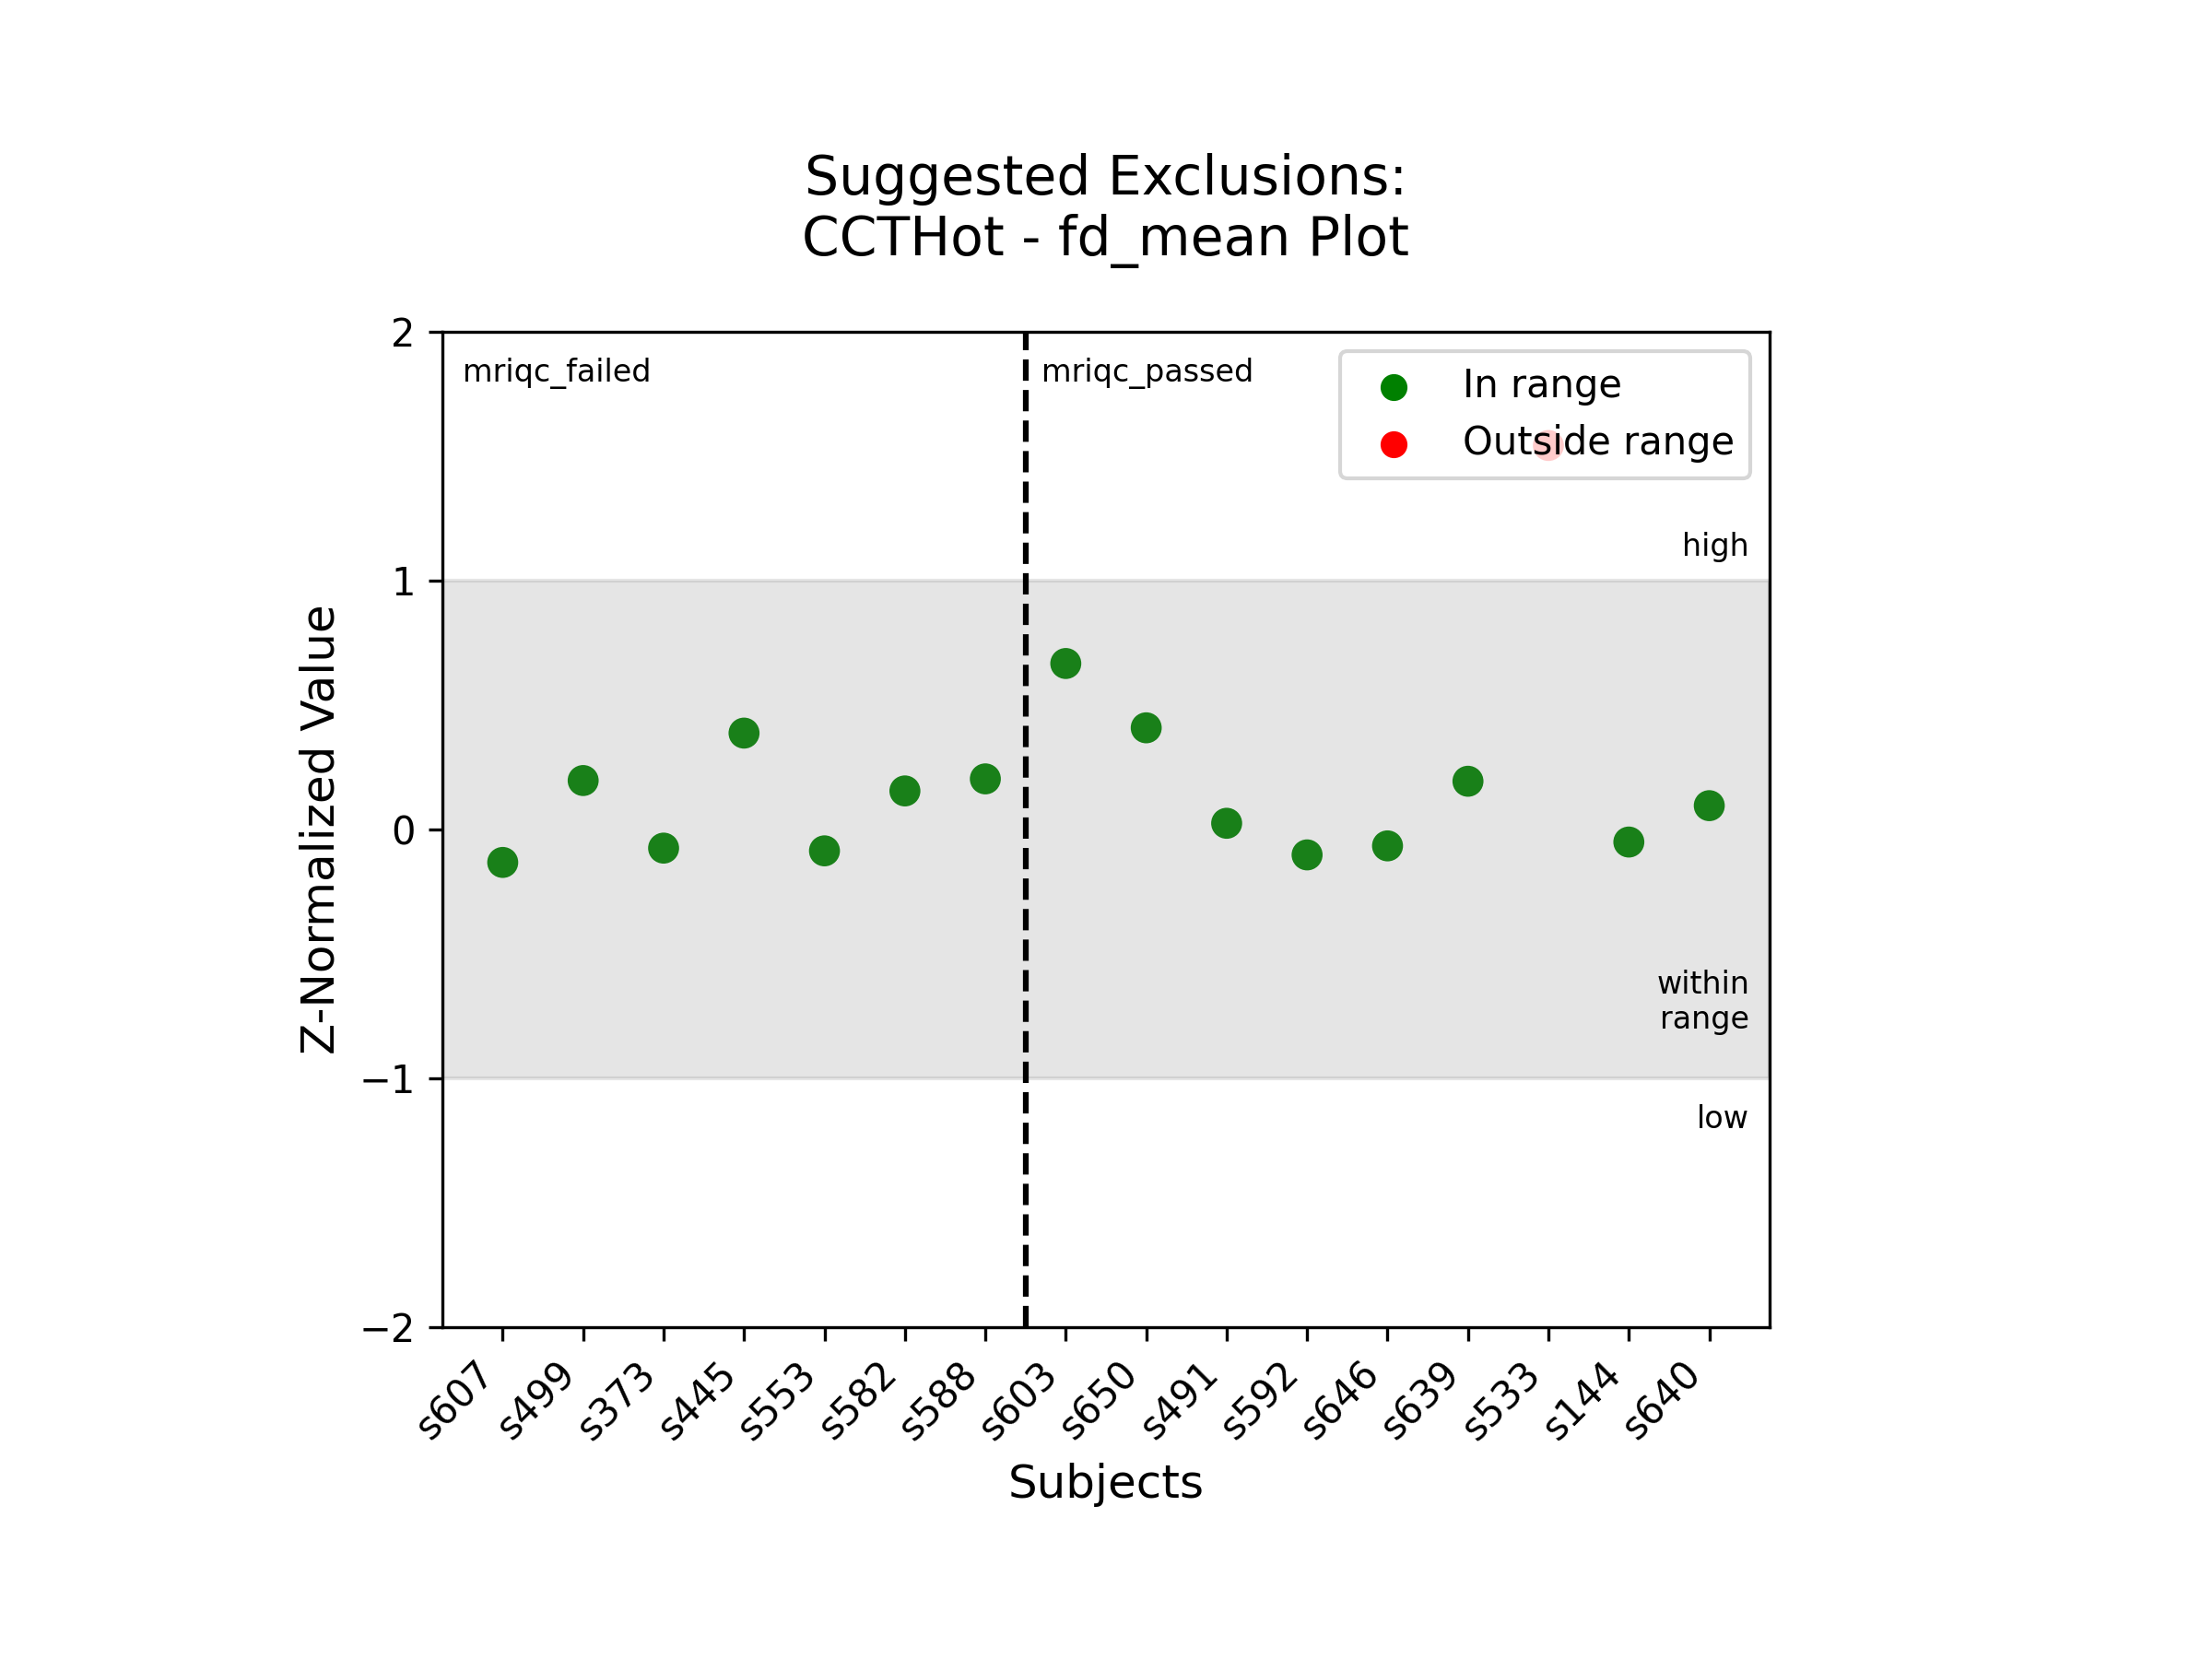 Suggested Exclusions:
CCTHot - fd_mean Plot
2
mriqc_failed
mriqc_passed
In range
Outside range
high
1
Z-Normalized Value
0
within
range
−1
low
−2
s607
s499
s373
s445
s553
s582
s588
s603
s650
s491
s592
s646
s639
s533
s144
s640
Subjects